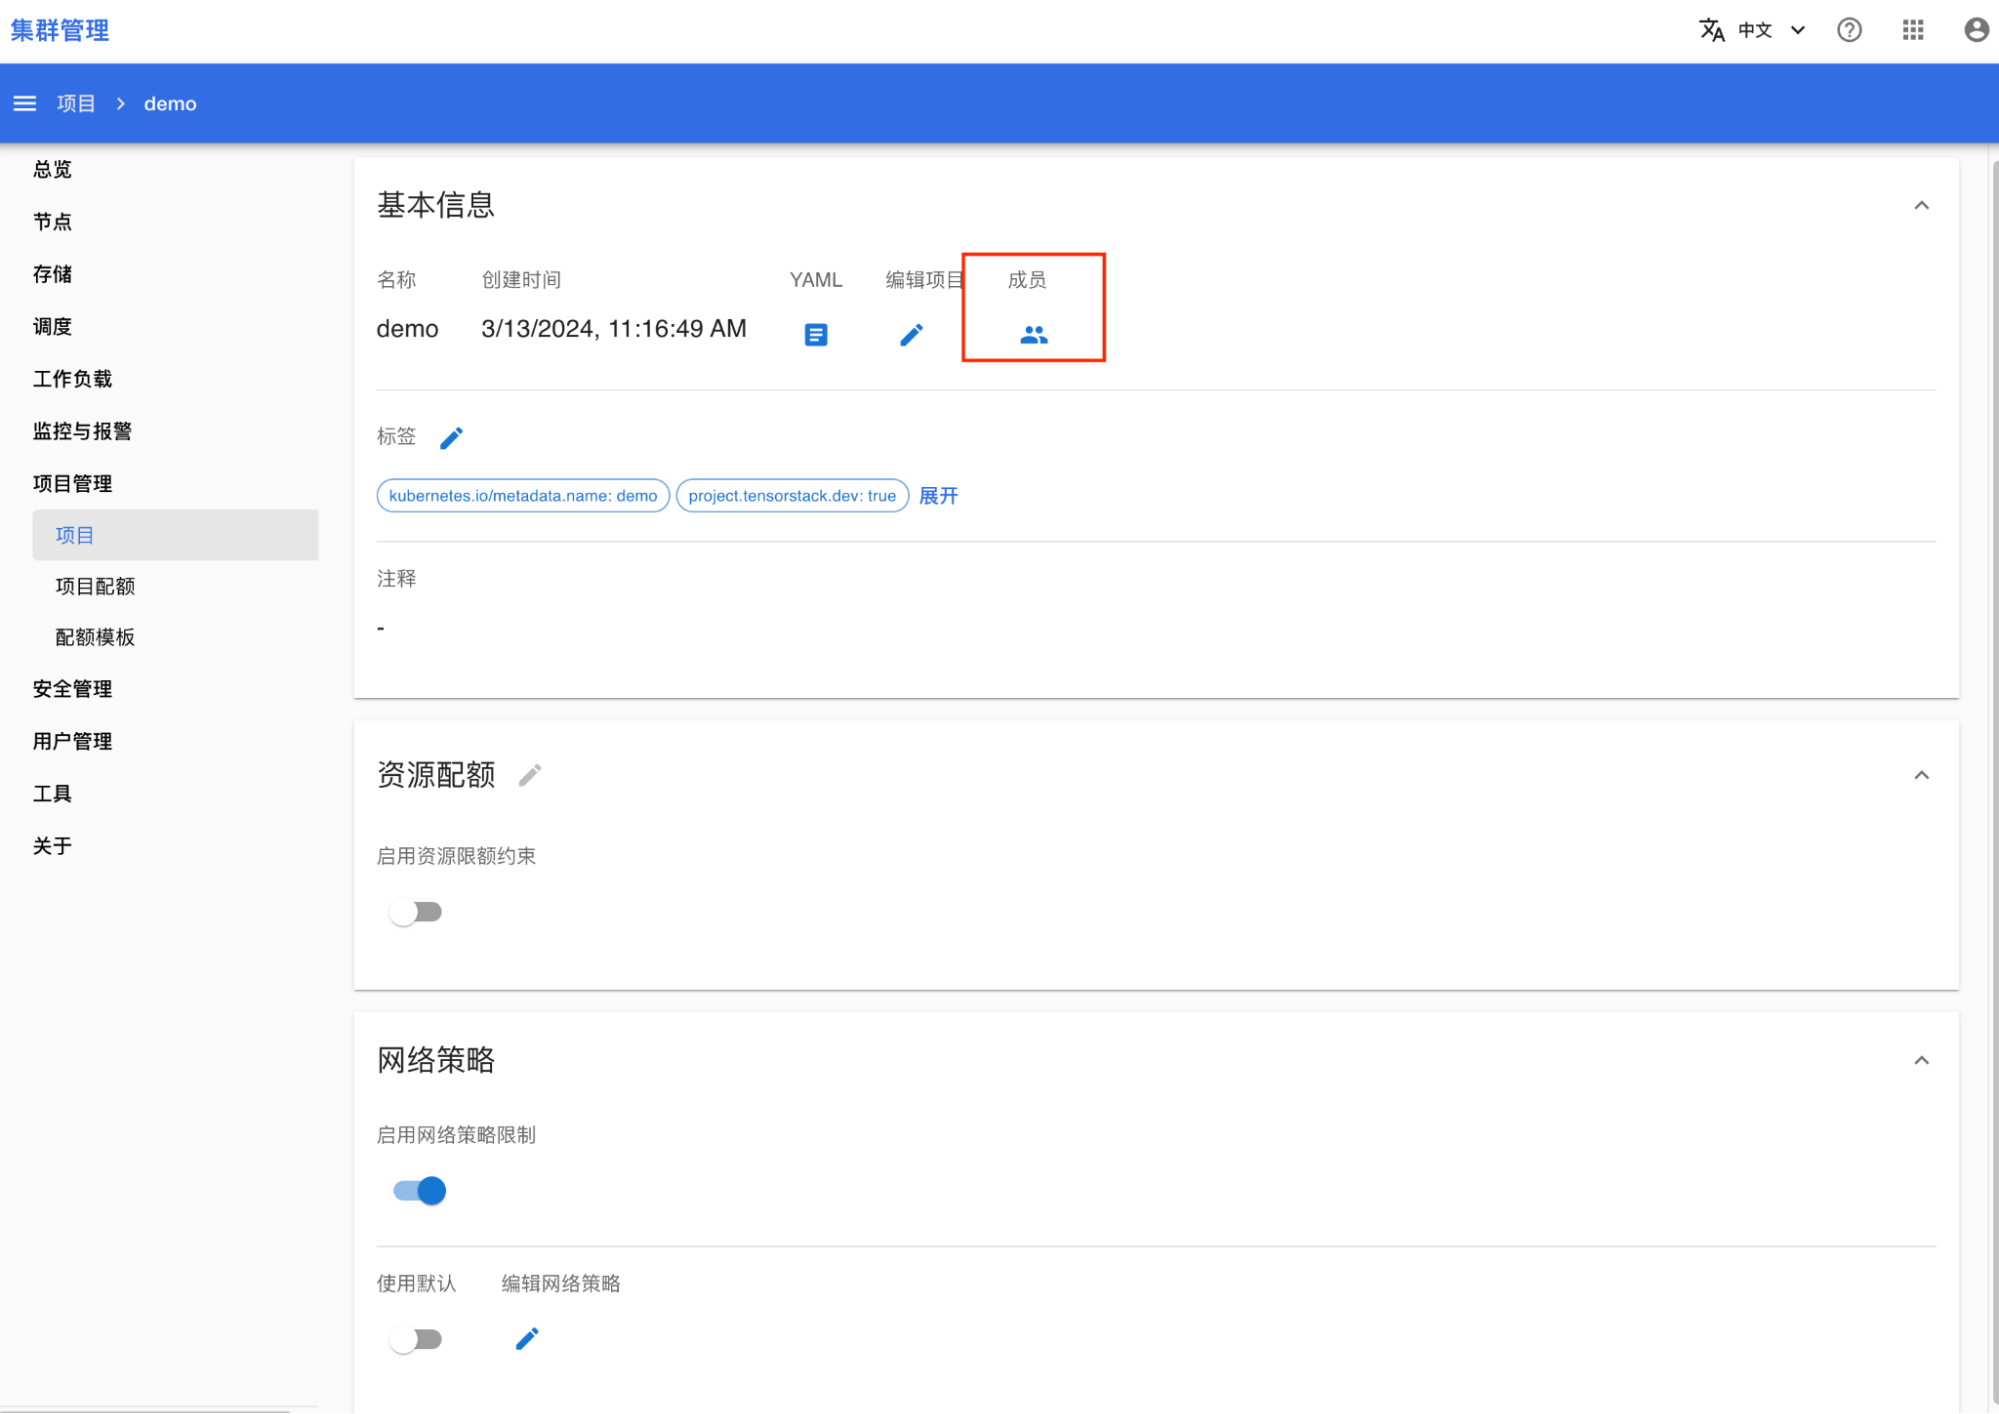 集群管理
中文
项目 > demo
总览
节点
存储
调度
工作负载
监控与报警
项目管理
项目
项目配额
配额模板
安全管理
用户管理
工具
关于
基本信息
名称 创建时间 YAML 编辑项目 成员
demo 3/13/2024, 11:16:49 AM
标签
kubernetes.io/metadata.name: demo project.tensorstack.dev: true 展开
注释
-
资源配额
启用资源限额约束
网络策略
启用网络策略限制
使用默认 编辑网络策略